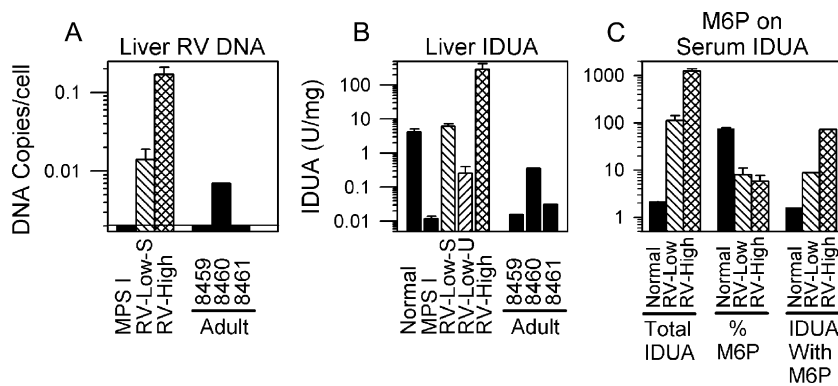 A
Liver RV DNA
DNA Copies/cell
0.1
0.01
MPS I
RV-Low-S
RV-High
8459
8460
8461
Adult
B
Liver IDUA
IDUA (U/mg)
100
10
1
0.1
0.01
Normal
MPS I
RV-Low-S
RV-Low-U
RV-High
8459
8460
8461
Adult
C
M6P on
Serum IDUA
1000
100
10
1
Normal
RV-Low
RV-High
Total
IDUA
Normal
RV-Low
RV-High
%
M6P
Normal
RV-Low
RV-High
IDUA
With
M6P